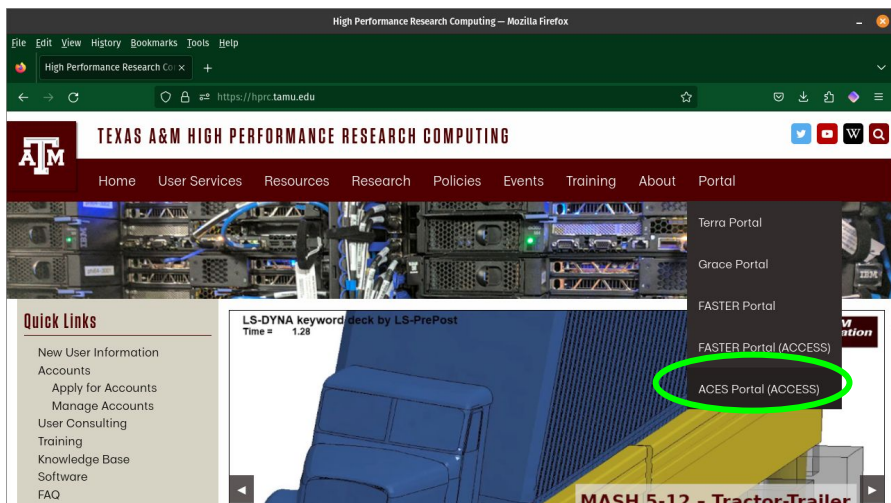 High Performance Research Computing — Mozilla Firefox
File Edit View History Bookmarks Tools Help
High Performance Research Co
https://hprc.tamu.edu
TEXAS A&M HIGH PERFORMANCE RESEARCH COMPUTING
W
ATM
Home User Services Resources Research Policies Events Training About Portal
Terra Portal
Grace Portal
IBM
FASTER Portal
FASTER Portal (ACCESS)
ACES Portal (ACCESS)
Quick Links
New User Information
Accounts
Apply for Accounts
Manage Accounts
User Consulting
Training
Knowledge Base
Software
FAQ
LS-DYNA keyword deck by LS-PrePost
Time = 1.28
MASH 5-12 - Tractor-Trailer